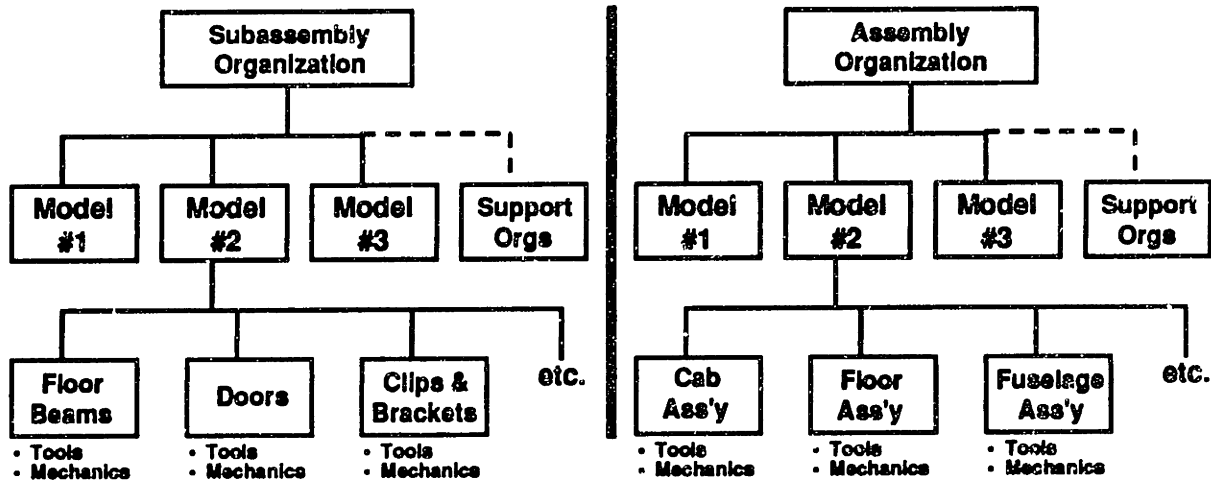 Subassembly
Organization
Model
#1
Model
#2
Model
#3
Support
Orgs
Floor
Beams
Doors
Clips &
Brackets
etc.
• Tools
• Mechanics
• Tools
• Mechanics
• Tools
• Mechanics
Assembly
Organization
Model
#1
Model
#2
Model
#3
Support
Orgs
Cab
Ass'y
Floor
Ass'y
Fuselage
Ass'y
etc.
• Tools
• Mechanics
• Tools
• Mechanics
• Tools
• Mechanics